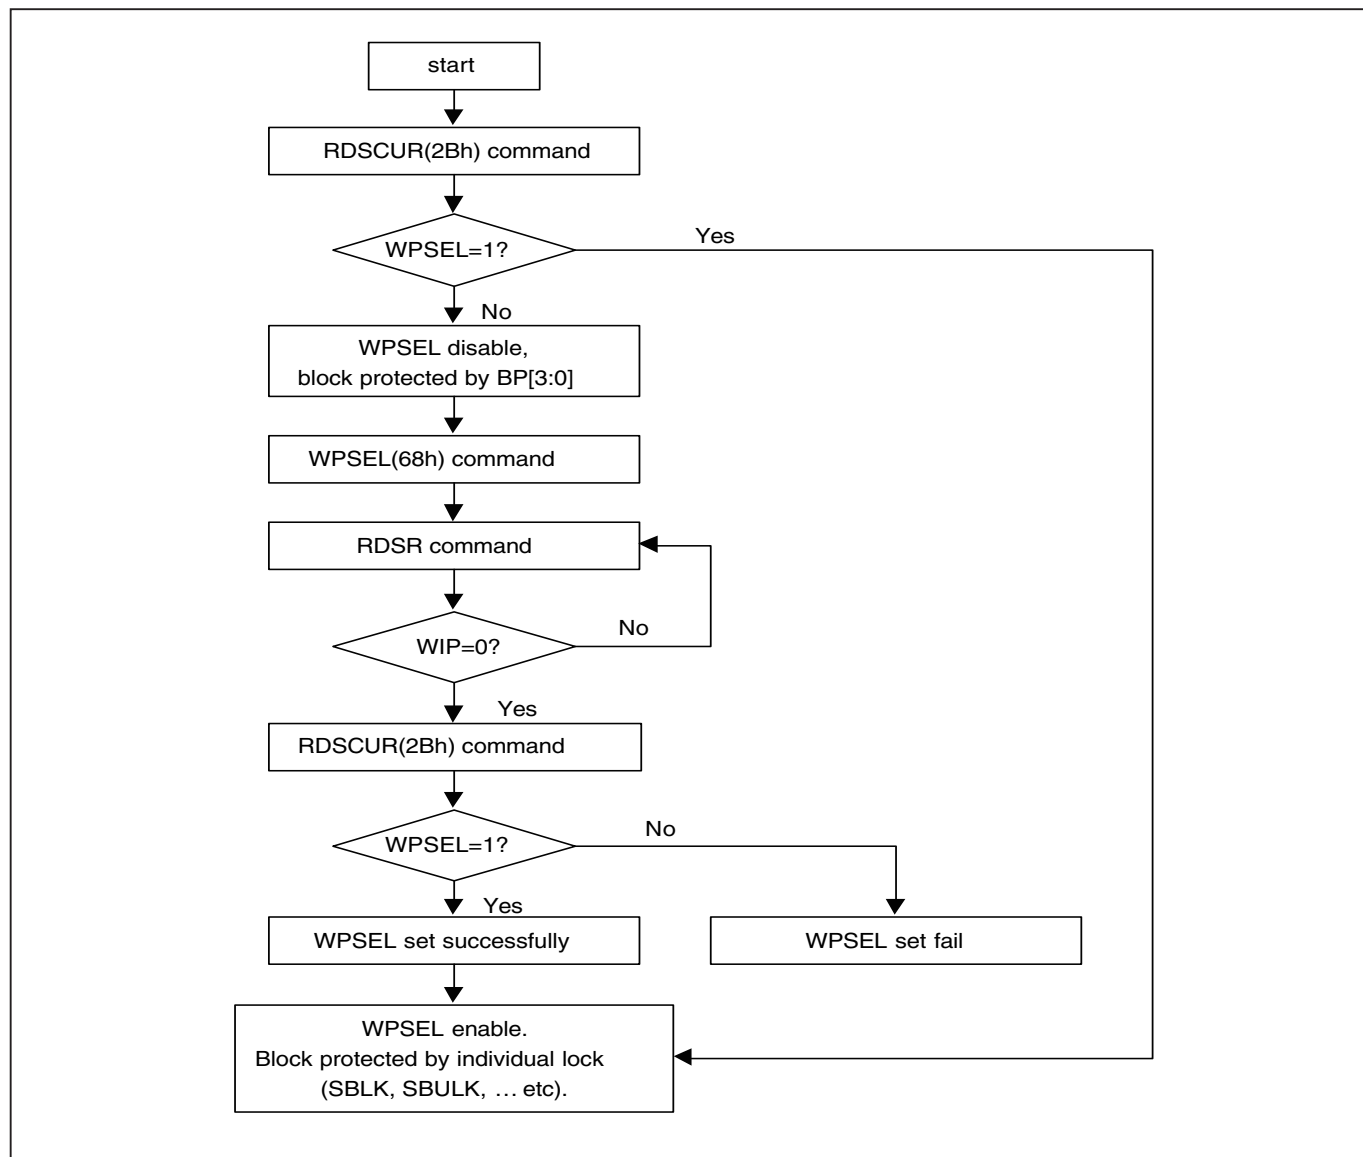 start
RDSCUR(2Bh) command
WPSEL=1?
Yes
No
WPSEL disable,
block protected by BP[3:0]
WPSEL(68h) command
RDSR command
WIP=0?
No
Yes
RDSCUR(2Bh) command
WPSEL=1?
No
Yes
WPSEL set successfully
WPSEL set fail
WPSEL enable.
Block protected by individual lock
(SBLK, SBULK, … etc).